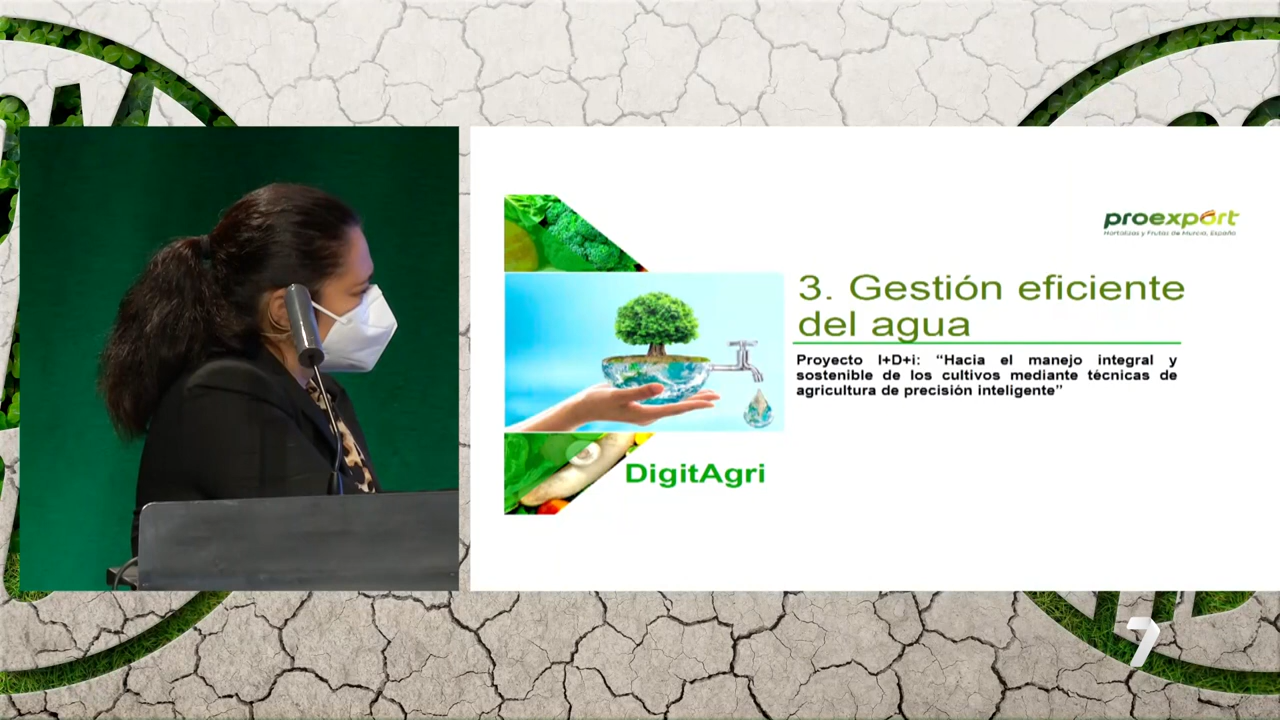 proexport
Hortalizas y Frutas de Murcia, España
3. Gestión eficiente
del agua
Proyecto I+D+i: “Hacia el manejo integral y
sostenible de los cultivos mediante técnicas de
agricultura de precisión inteligente”
DigitAgri
7